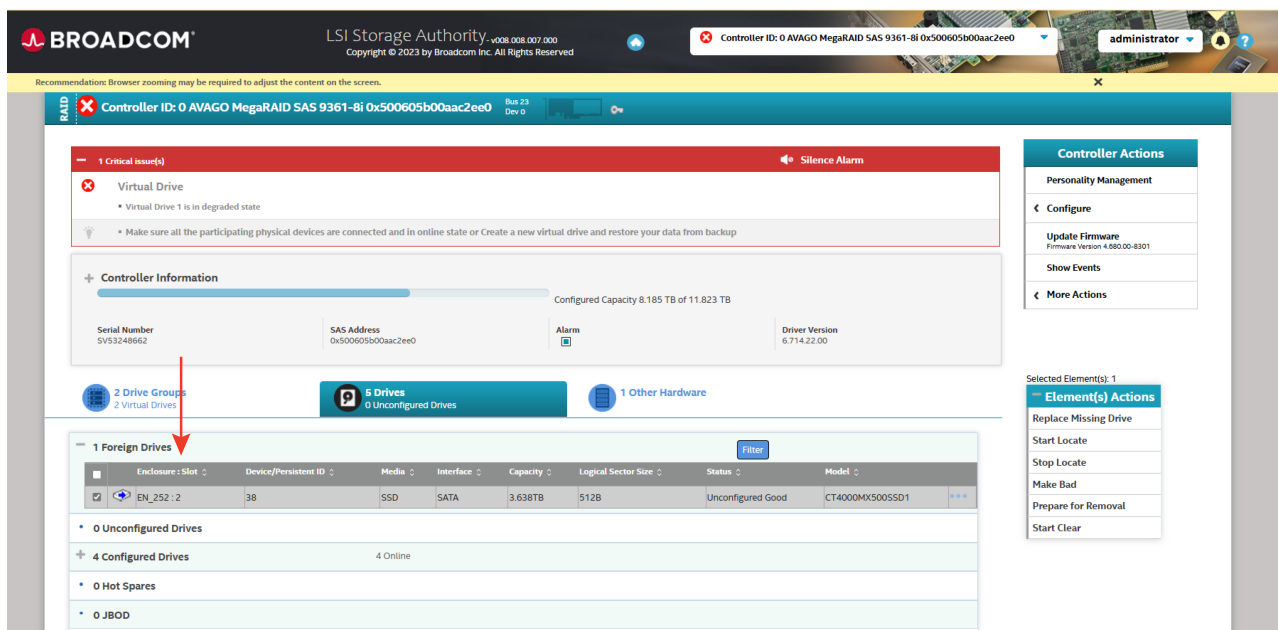 BROADCOM
LSI Storage Authority v008.008.007.000
Copyright © 2023 by Broadcom Inc. All Rights Reserved
Controller ID: 0 AVAGO MegaRAID SAS 9361-8i 0x500605b00aac2ee0
administrator
?
Recommendation: Browser zooming may be required to adjust the content on the screen.
RAID
Controller ID: 0 AVAGO MegaRAID SAS 9361-8i 0x500605b00aac2ee0
Bus 23
Dev 0
1 Critical issue(s)
Silence Alarm
Virtual Drive
• Virtual Drive 1 is in degraded state
• Make sure all the participating physical devices are connected and in online state or Create a new virtual drive and restore your data from backup
Controller Actions
Personality Management
Configure
Update Firmware
Firmware Version 4.680.00-8301
Show Events
More Actions
Controller Information
Configured Capacity 8.185 TB of 11.823 TB
Serial Number
SV53248662
SAS Address
0x500605b00aac2ee0
Alarm
Driver Version
6.714.22.00
2 Drive Groups
2 Virtual Drives
5 Drives
0 Unconfigured Drives
1 Other Hardware
Selected Element(s): 1
Element(s) Actions
Replace Missing Drive
Start Locate
Stop Locate
Make Bad
Prepare for Removal
Start Clear
1 Foreign Drives
Filter
Enclosure : Slot Device/Persistent ID Media Interface Capacity Logical Sector Size Status Model
EN_252 : 2 38 SSD SATA 3.638TB 512B Unconfigured Good CT4000MX500SSD1
• 0 Unconfigured Drives
4 Configured Drives 4 Online
• 0 Hot Spares
• 0 JBOD